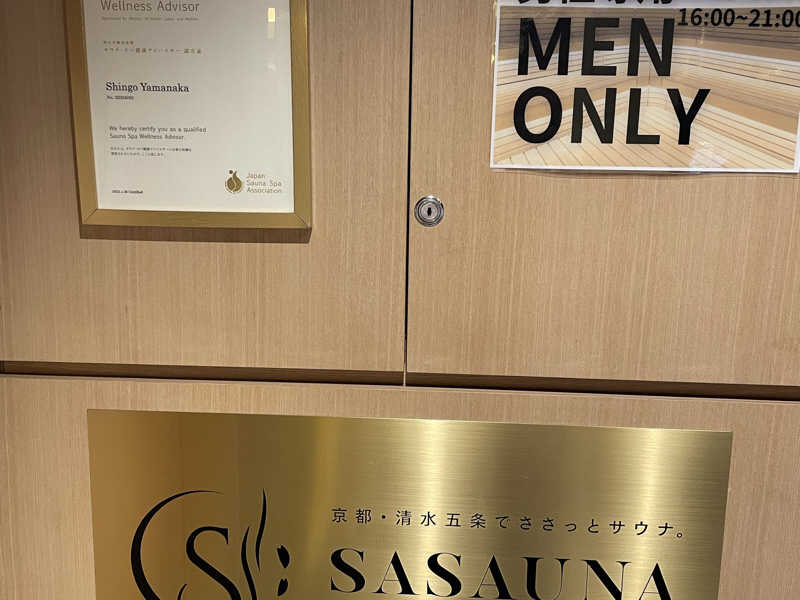 Wellness Advisor
Shingo Yamanaka
We hereby certify you as a qualified
Sauna Spa Wellness Advisor.
Japan
Sauna·Spa
Association
16:00~21:00
MEN
ONLY
京都・清水五条でささっとサウナ。
S
SASAUNA